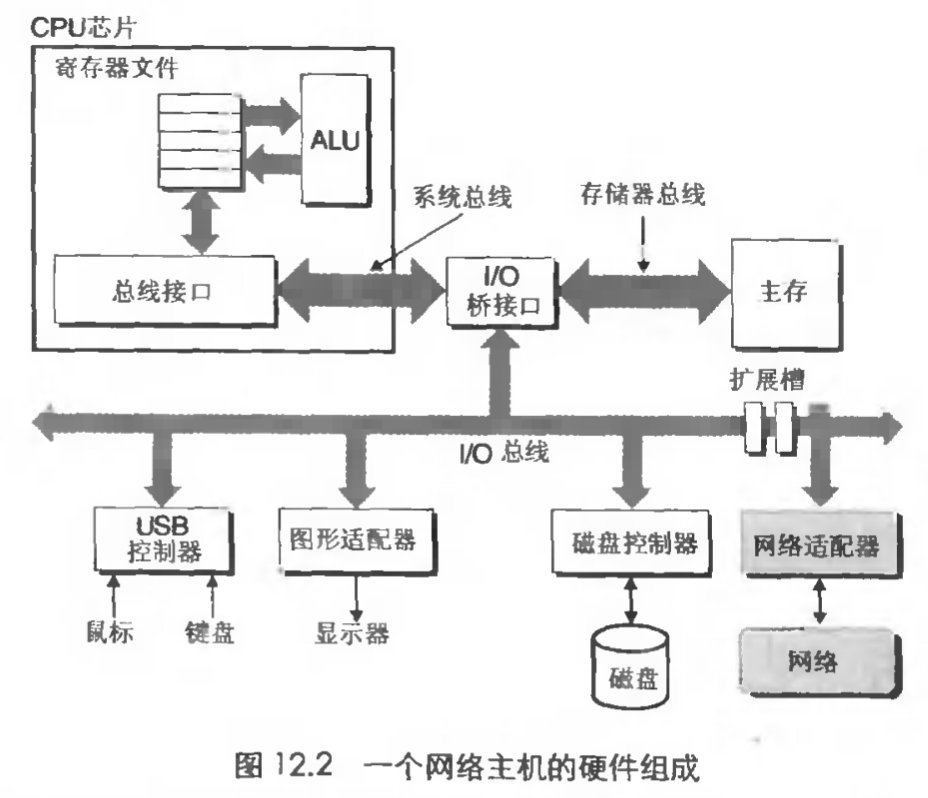 CPU芯片
寄存器文件
ALU
系统总线
存储器总线
总线接口
I/O
桥接口
主存
扩展槽
I/O 总线
USB
控制器
图形适配器
磁盘控制器
网络适配器
鼠标
键盘
显示器
磁盘
网络
图 12.2 一个网络主机的硬件组成